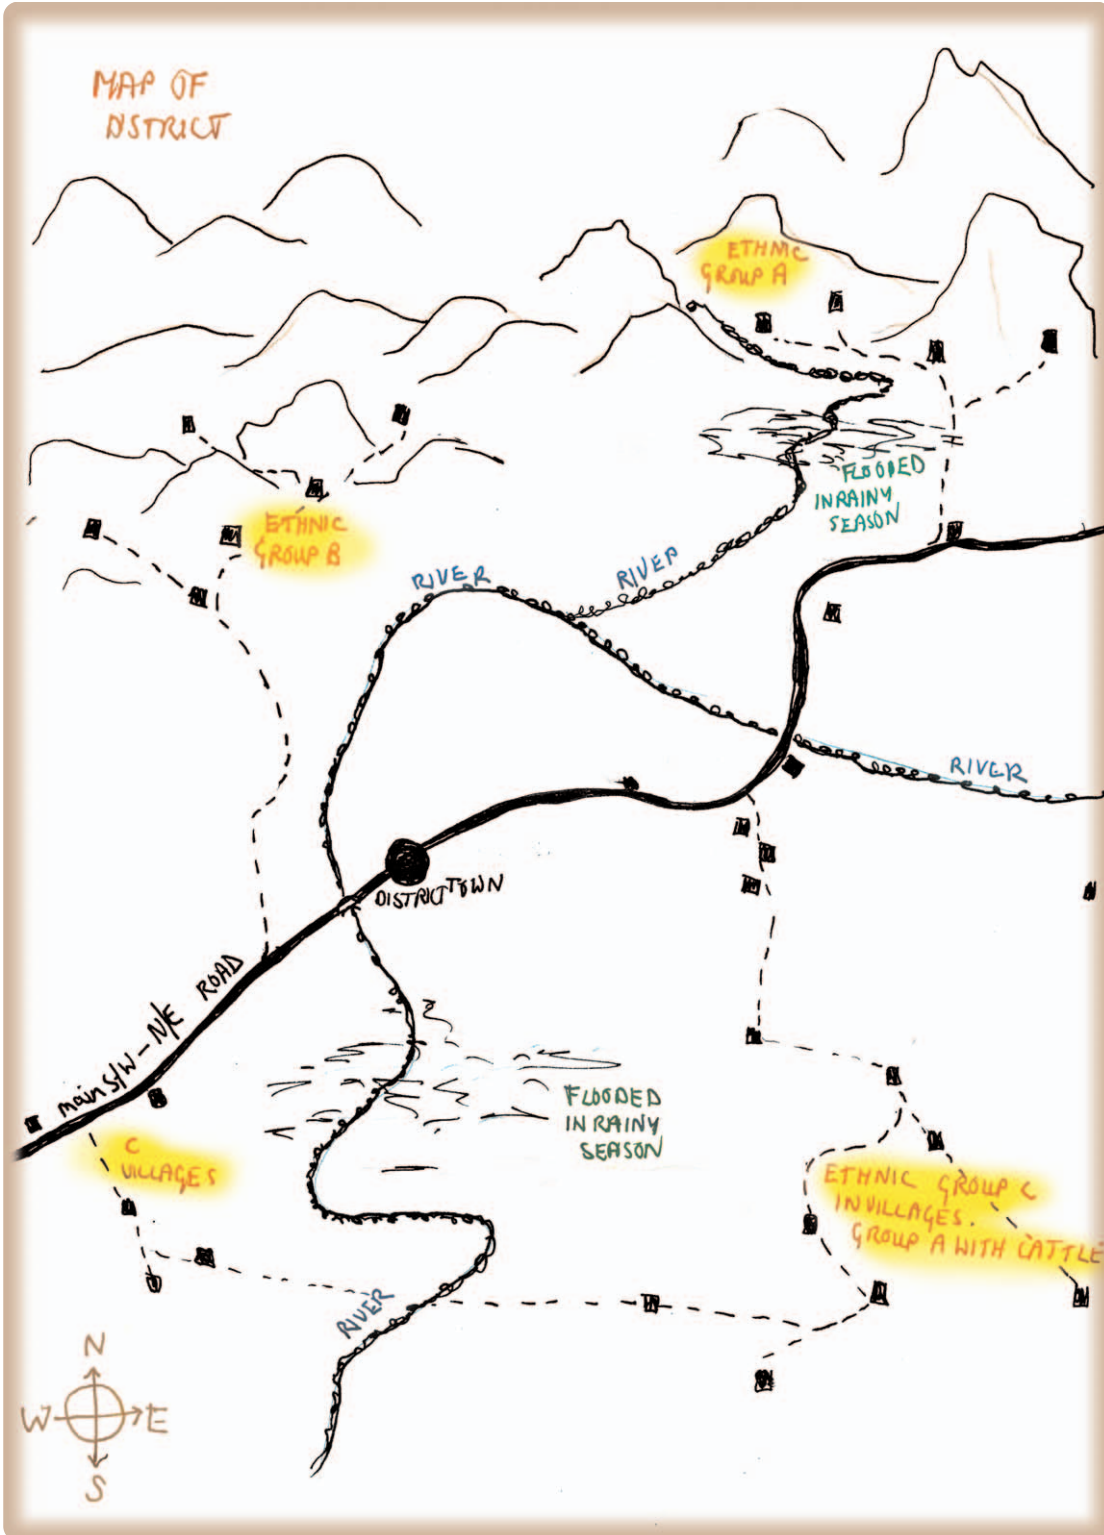 MAP OF
DISTRICT
ETHNIC
GROUP A
FLOODED
IN RAINY
SEASON
ETHNIC
GROUP B
RIVER
RIVER
RIVER
DISTRICT TOWN
main S/W - N/E ROAD
FLOODED
IN RAINY
SEASON
C
VILLAGES
ETHNIC GROUP C
IN VILLAGES.
GROUP A WITH CATTLE
RIVER
N
W E
S